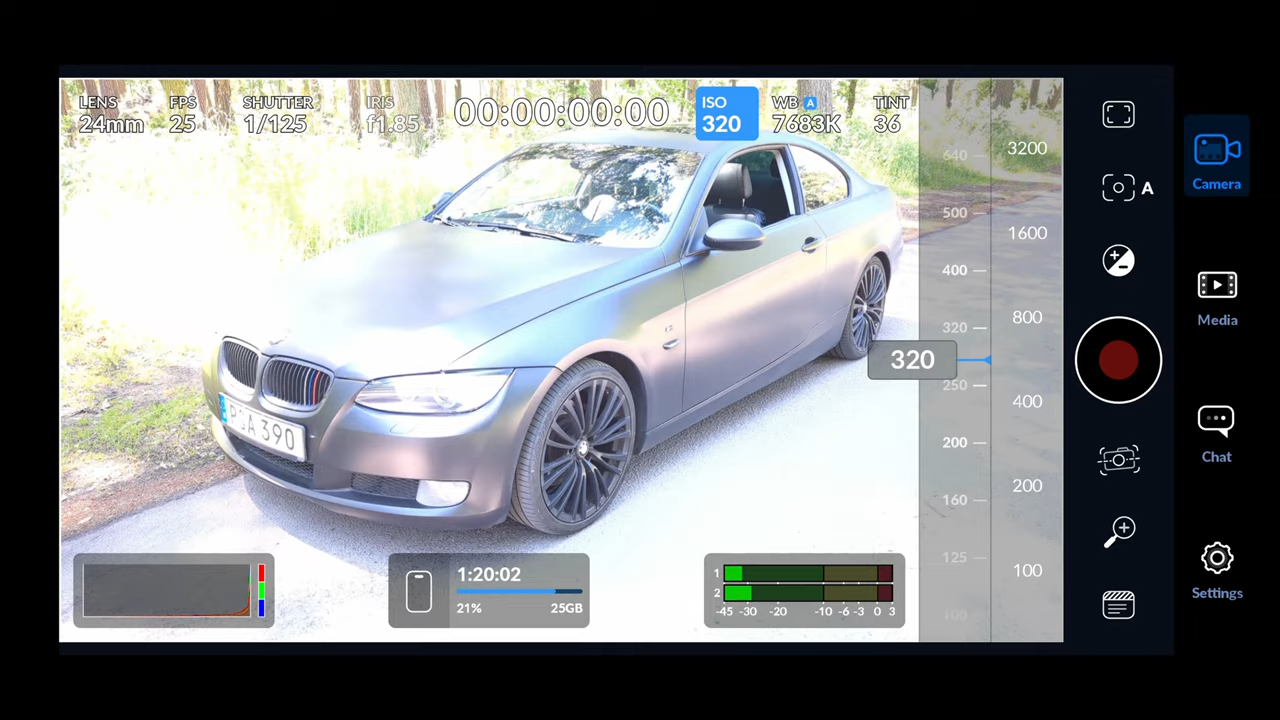 LENS
24mm
FPS
25
SHUTTER
1/125
IRIS
f1.85
00:00:00:00
ISO
320
WB A
7683K
TINT
36
640
500
400
320
250
200
160
125
100
320
3200
1600
800
400
200
100
A
Camera
Media
Chat
Settings
A 390
1:20:02
21% 25GB
1
2
-45 -30 -20 -10 -6 -3 0 3